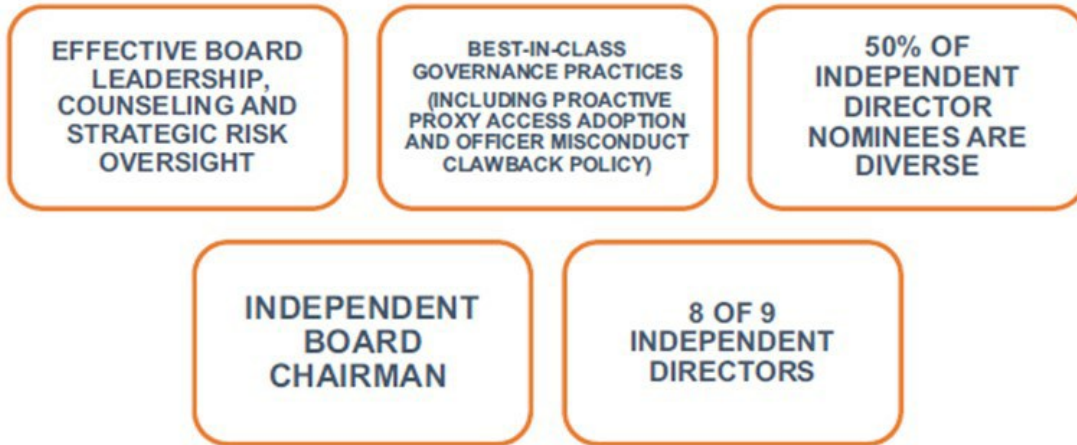 EFFECTIVE BOARD
LEADERSHIP,
COUNSELING AND
STRATEGIC RISK
OVERSIGHT
BEST-IN-CLASS
GOVERNANCE PRACTICES
(INCLUDING PROACTIVE
PROXY ACCESS ADOPTION
AND OFFICER MISCONDUCT
CLAWBACK POLICY)
50% OF
INDEPENDENT
DIRECTOR
NOMINEES ARE
DIVERSE
INDEPENDENT
BOARD
CHAIRMAN
8 OF 9
INDEPENDENT
DIRECTORS